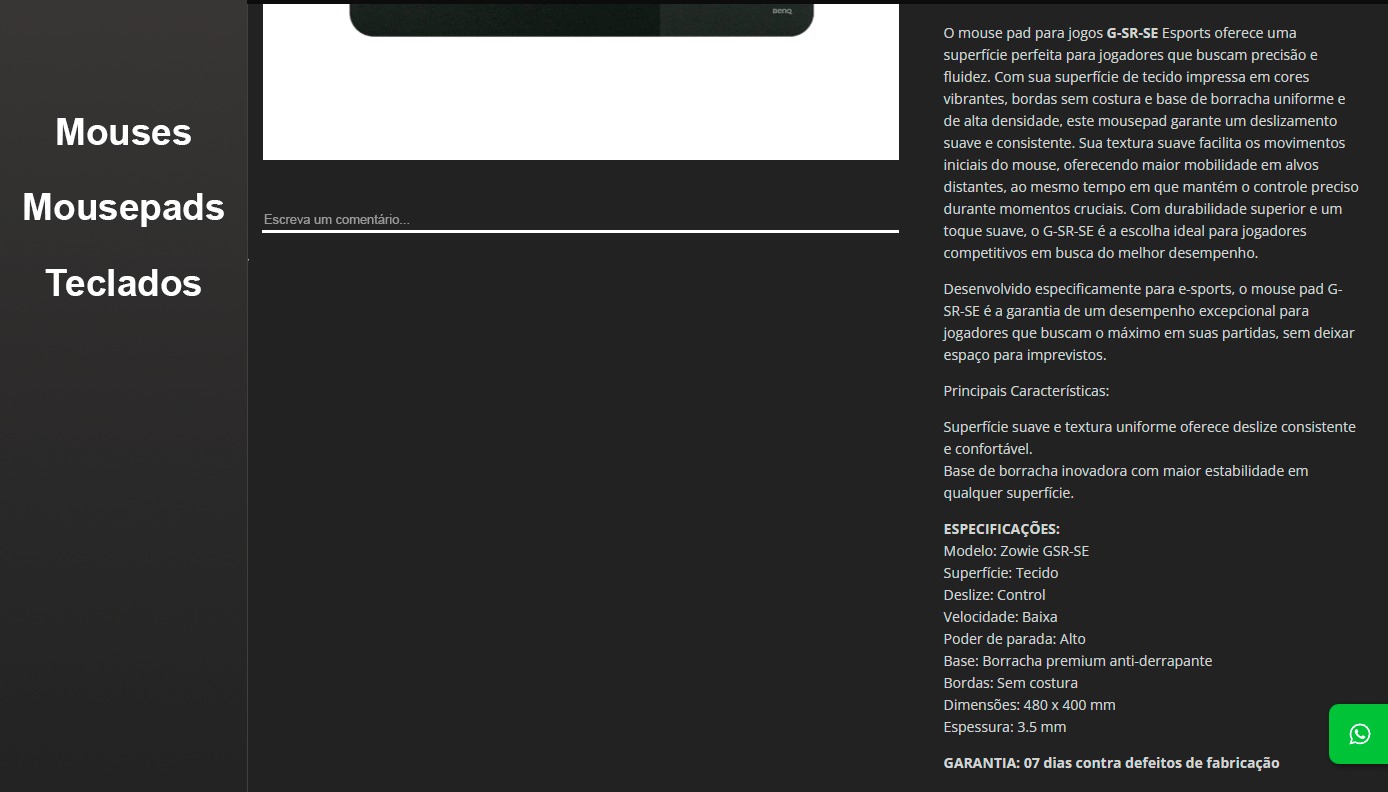 BenQ
Mouses
Mousepads
Teclados
Escreva um comentário...
O mouse pad para jogos G-SR-SE Esports oferece uma
superfície perfeita para jogadores que buscam precisão e
fluidez. Com sua superfície de tecido impressa em cores
vibrantes, bordas sem costura e base de borracha uniforme e
de alta densidade, este mousepad garante um deslizamento
suave e consistente. Sua textura suave facilita os movimentos
iniciais do mouse, oferecendo maior mobilidade em alvos
distantes, ao mesmo tempo em que mantém o controle preciso
durante momentos cruciais. Com durabilidade superior e um
toque suave, o G-SR-SE é a escolha ideal para jogadores
competitivos em busca do melhor desempenho.
Desenvolvido especificamente para e-sports, o mouse pad G-
SR-SE é a garantia de um desempenho excepcional para
jogadores que buscam o máximo em suas partidas, sem deixar
espaço para imprevistos.
Principais Características:
Superfície suave e textura uniforme oferece deslize consistente
e confortável.
Base de borracha inovadora com maior estabilidade em
qualquer superfície.
ESPECIFICAÇÕES:
Modelo: Zowie GSR-SE
Superfície: Tecido
Deslize: Control
Velocidade: Baixa
Poder de parada: Alto
Base: Borracha premium anti-derrapante
Bordas: Sem costura
Dimensões: 480 x 400 mm
Espessura: 3.5 mm
GARANTIA: 07 dias contra defeitos de fabricação